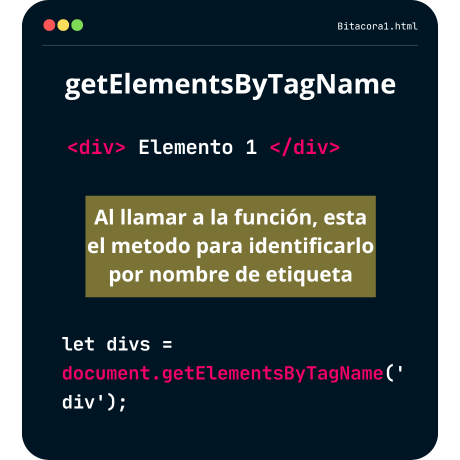 Bitacora1.html
getElementsByTagName
<div> Elemento 1 </div>
Al llamar a la función, esta
el metodo para identificarlo
por nombre de etiqueta
let divs =
document.getElementsByTagName('
div');